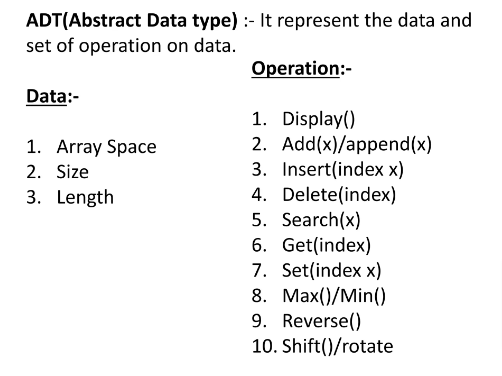 ADT(Abstract Data type) :- It represent the data and
set of operation on data.
Data:-
1. Array Space
2. Size
3. Length
Operation:-
1. Display()
2. Add(x)/append(x)
3. Insert(index x)
4. Delete(index)
5. Search(x)
6. Get(index)
7. Set(index x)
8. Max()/Min()
9. Reverse()
10. Shift()/rotate